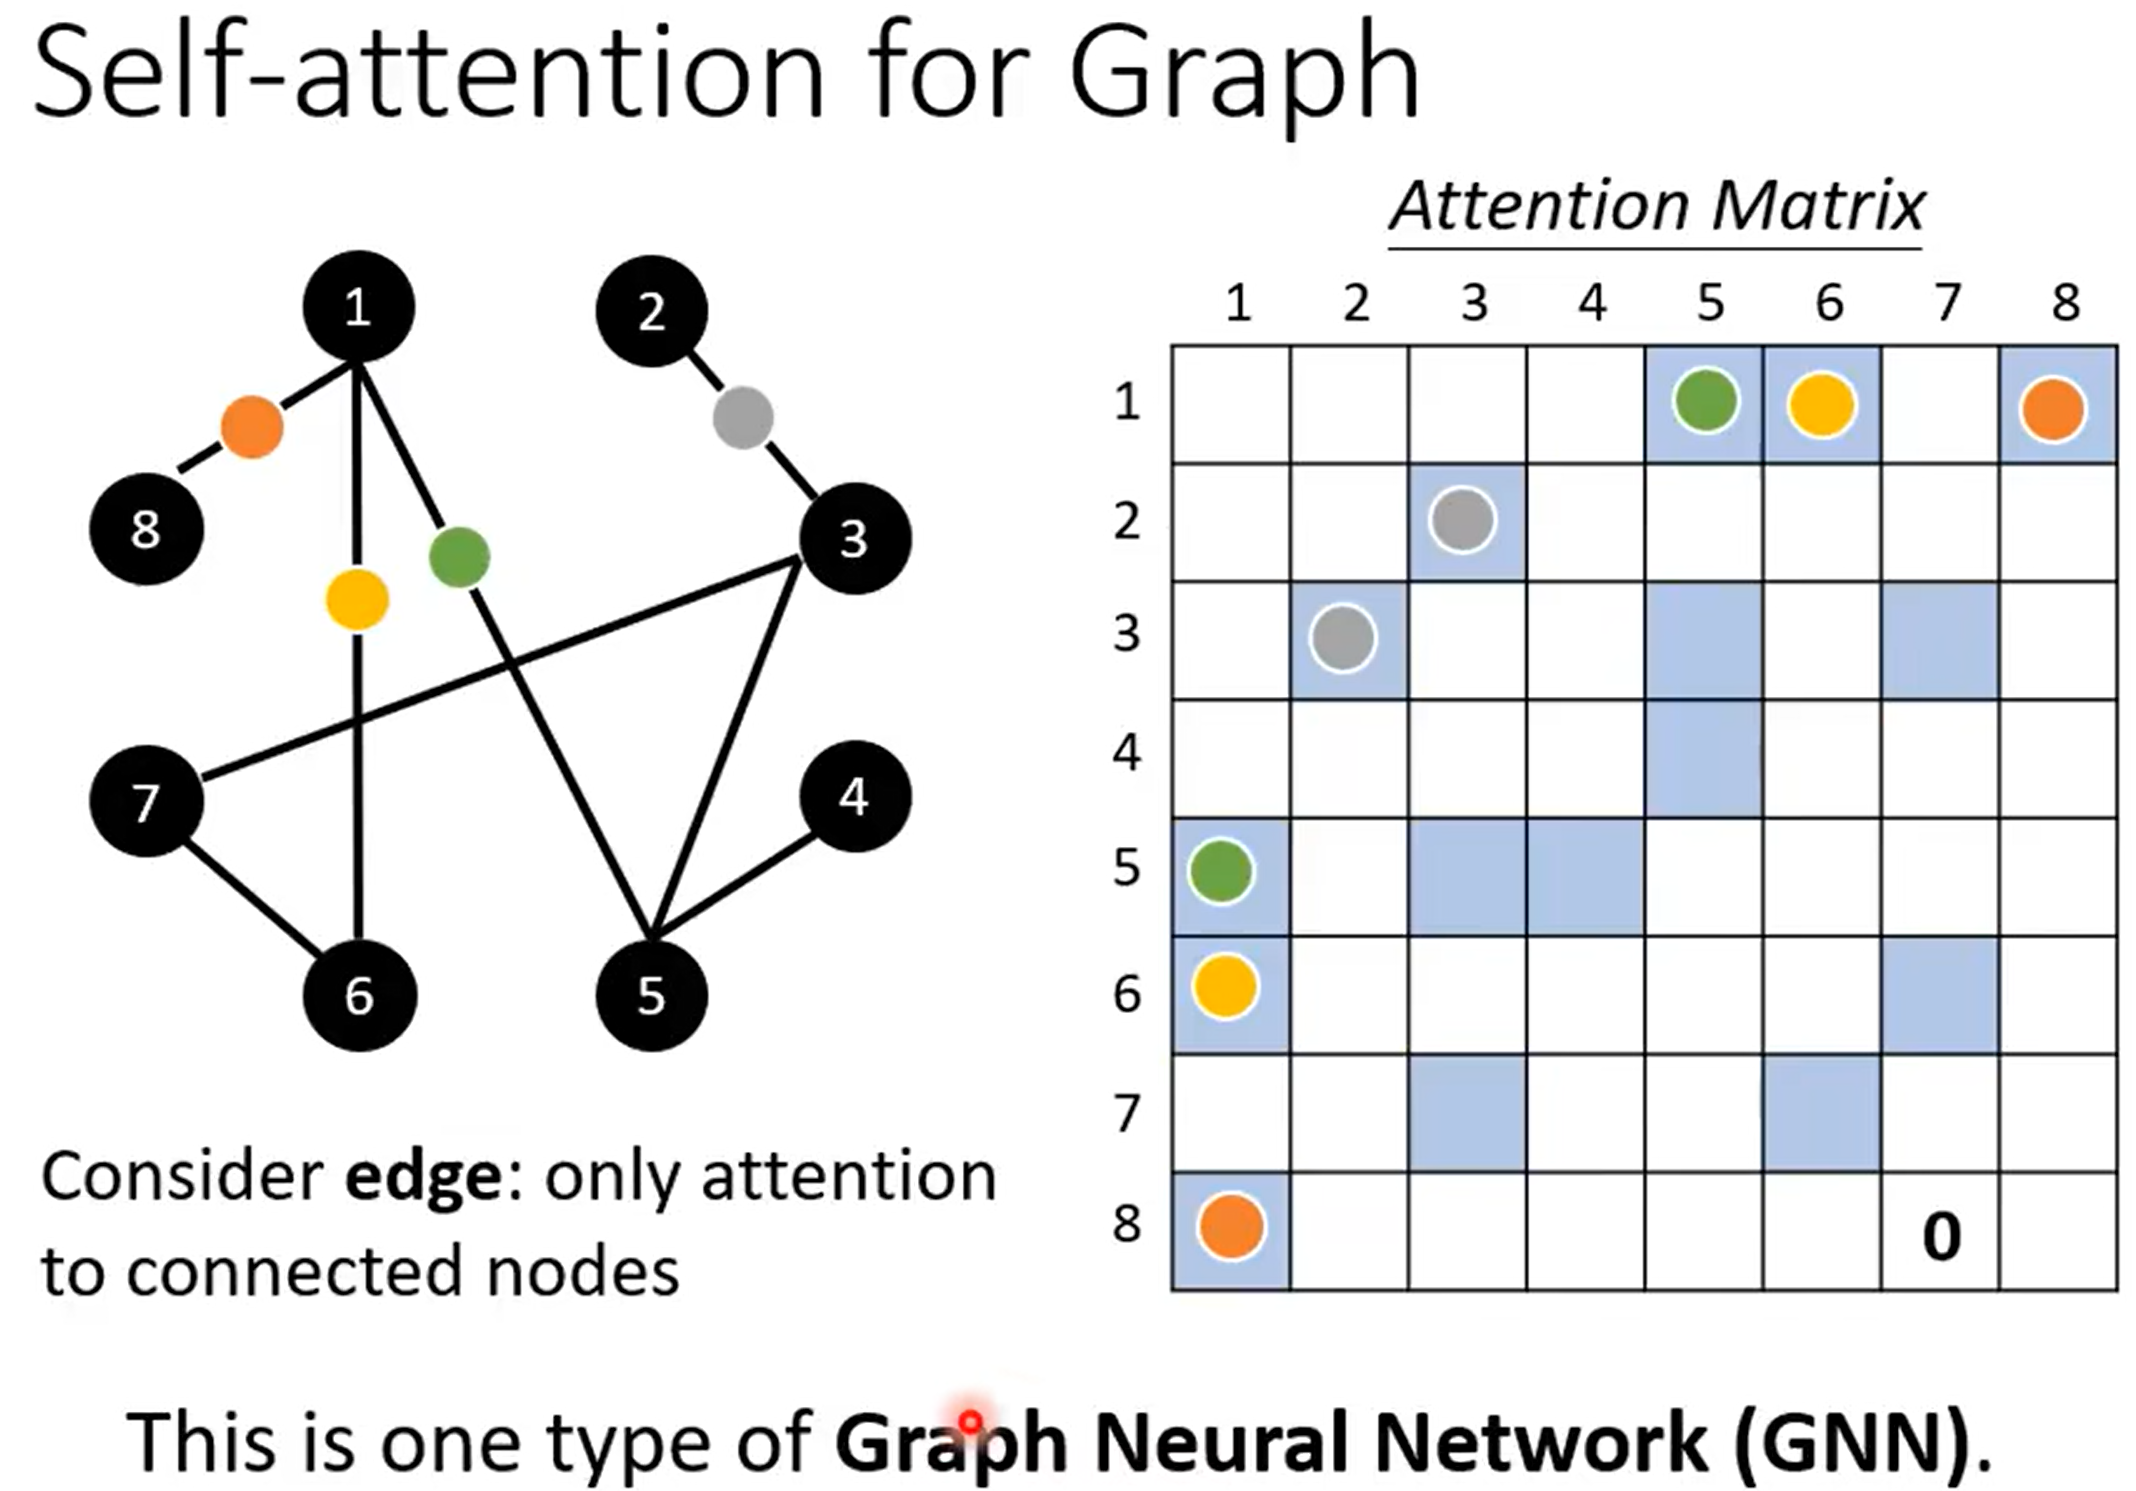 Self-attention for Graph
Attention Matrix
1 2 3 4 5 6 7 8
1
2
3
4
5
6
7
8
0
1
2
8
3
7
4
6
5
Consider edge: only attention
to connected nodes
This is one type of Graph Neural Network (GNN).